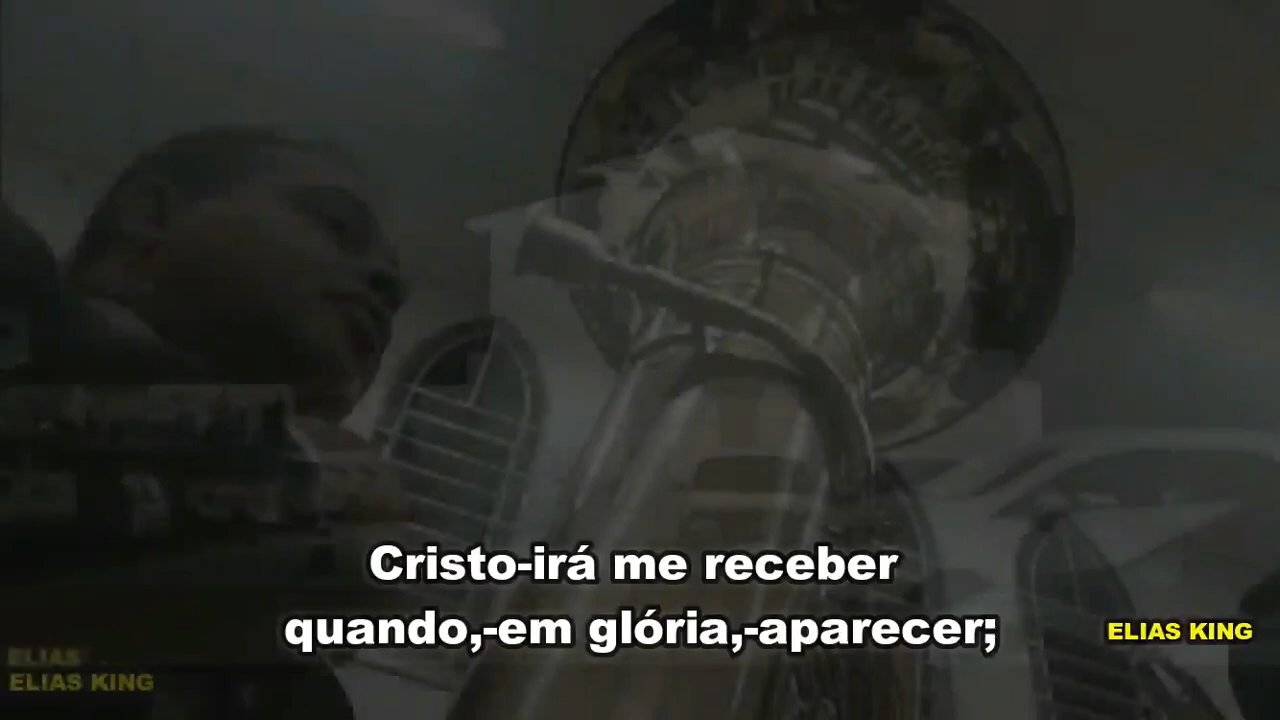 Cristo-irá me receber
quando,-em glória,-aparecer;
ELIAS KING
ELIAS
ELIAS KING